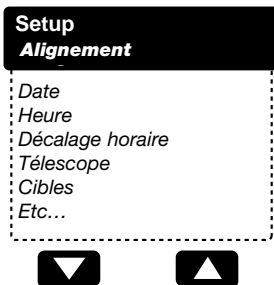 Setup
Alignement
Date
Heure
Décalage horaire
Télescope
Cibles
Etc...